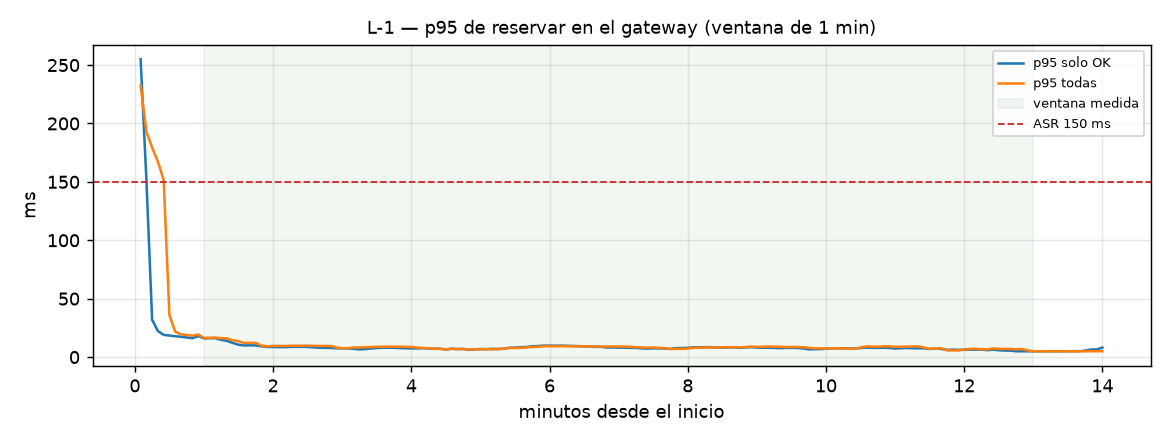 L-1 — p95 de reservar en el gateway (ventana de 1 min)
250
200
150
100
50
0
ms
p95 solo OK
p95 todas
ventana medida
ASR 150 ms
0 2 4 6 8 10 12 14
minutos desde el inicio